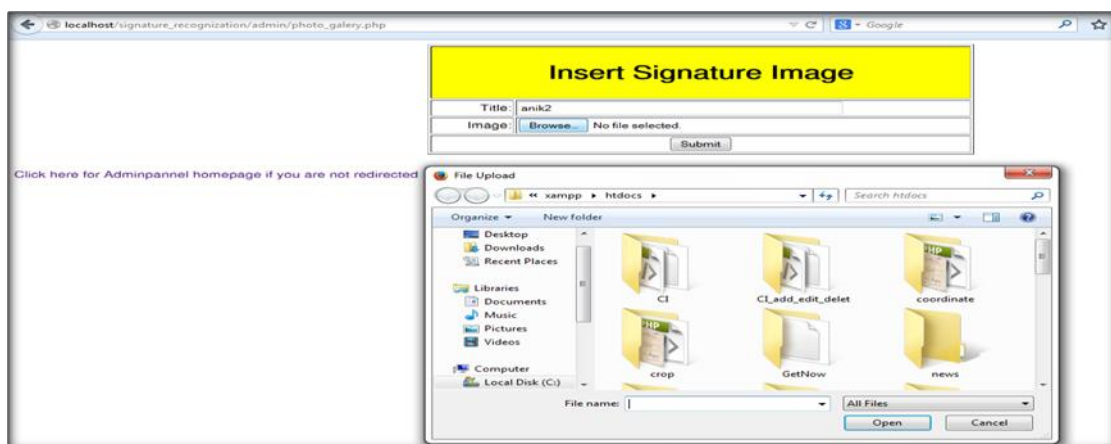 localhost/signature_recognization/admin/photo_galery.php
Google
Insert Signature Image
Title: anik2
Image: Browse... No file selected.
Submit
Click here for Adminpannel homepage if you are not redirected
File Upload
« xampp ▸ htdocs ▸ Search htdocs
Organize New folder
Desktop
Downloads
Recent Places
Libraries
Documents
Music
Pictures
Videos
Computer
Local Disk (C:)
CI CI_add_edit_delet coordinate
crop GetNow news
File name: All Files
Open Cancel